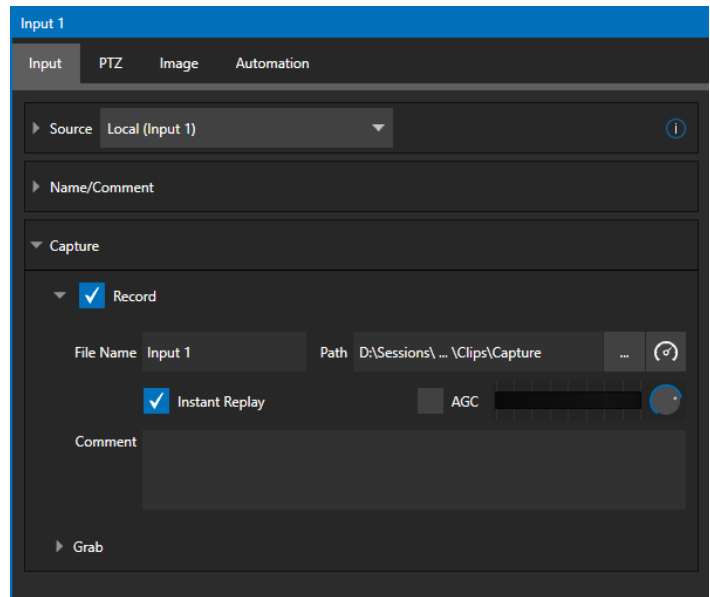 Input 1
Input PTZ Image Automation
Source Local (Input 1) i
Name/Comment
Capture
Record
File Name Input 1 Path D:\Sessions\ ... \Clips\Capture ...
Instant Replay AGC
Comment
Grab